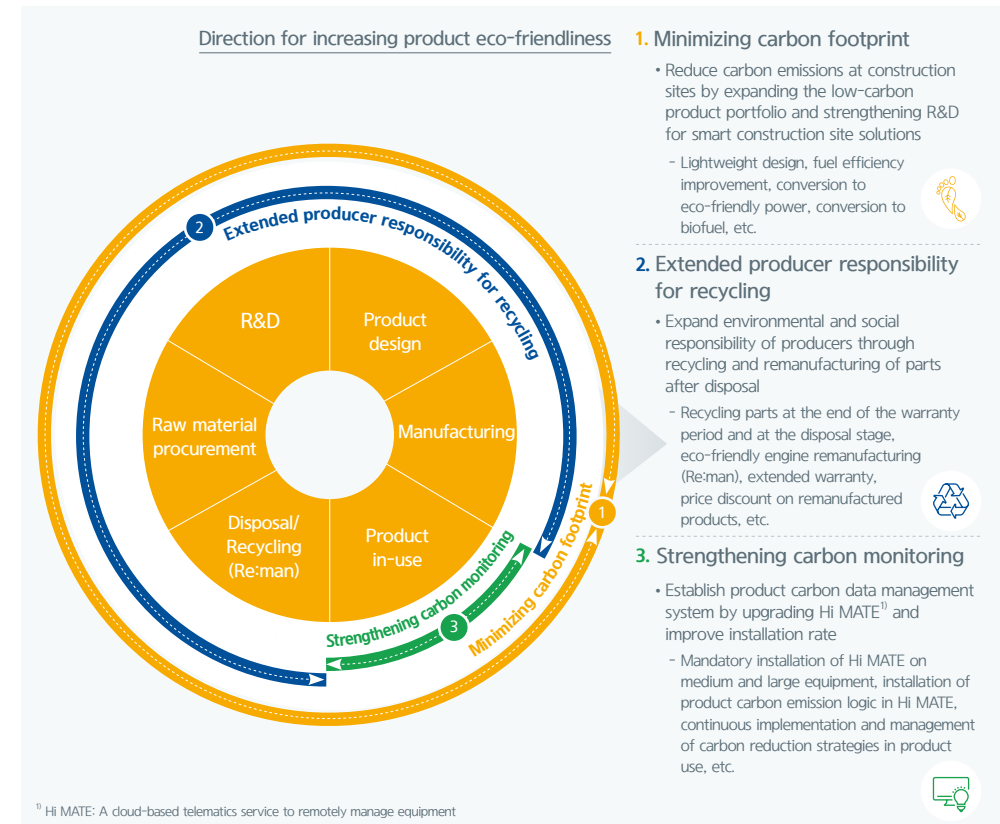 Direction for increasing product eco-friendliness
2
Extended producer responsibility for recycling
R&D
Product
design
Raw material
procurement
Manufacturing
Disposal/
Recycling
(Re:man)
Product
in-use
Strengthening carbon monitoring
3
Minimizing carbon footprint
1
1. Minimizing carbon footprint
• Reduce carbon emissions at construction
sites by expanding the low-carbon
product portfolio and strengthening R&D
for smart construction site solutions
- Lightweight design, fuel efficiency
improvement, conversion to
eco-friendly power, conversion to
biofuel, etc.
2. Extended producer responsibility
for recycling
• Expand environmental and social
responsibility of producers through
recycling and remanufacturing of parts
after disposal
- Recycling parts at the end of the warranty
period and at the disposal stage,
eco-friendly engine remanufacturing
(Re:man), extended warranty,
price discount on remanufactured
products, etc.
3. Strengthening carbon monitoring
• Establish product carbon data management
system by upgrading Hi MATE1) and
improve installation rate
- Mandatory installation of Hi MATE on
medium and large equipment, installation of
product carbon emission logic in Hi MATE,
continuous implementation and management
of carbon reduction strategies in product
use, etc.
1) Hi MATE: A cloud-based telematics service to remotely manage equipment